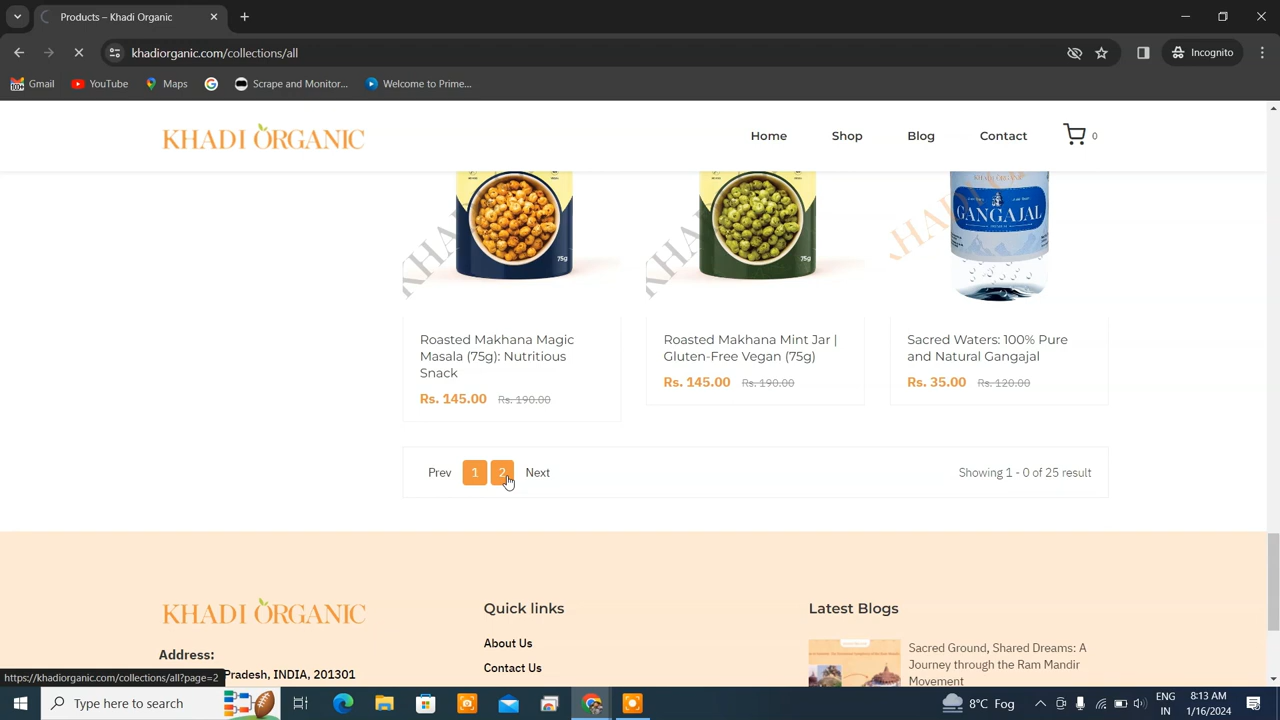 Products – Khadi Organic
khadiorganic.com/collections/all
Incognito
Gmail
YouTube
Maps
Scrape and Monitor...
Welcome to Prime...
KHADI ORGANIC
Home
Shop
Blog
Contact
0
75g
75g
GANGAJAL
Roasted Makhana Magic
Masala (75g): Nutritious
Snack
Rs. 145.00 Rs. 190.00
Roasted Makhana Mint Jar |
Gluten-Free Vegan (75g)
Rs. 145.00 Rs. 190.00
Sacred Waters: 100% Pure
and Natural Gangajal
Rs. 35.00 Rs. 120.00
Prev 1 2 Next
Showing 1 - 0 of 25 result
KHADI ORGANIC
Address:
Pradesh, INDIA, 201301
Quick links
About Us
Contact Us
Latest Blogs
Sacred Ground, Shared Dreams: A
Journey through the Ram Mandir
Movement
https://khadiorganic.com/collections/all?page=2
Type here to search
8°C Fog
ENG
IN
8:13 AM
1/16/2024